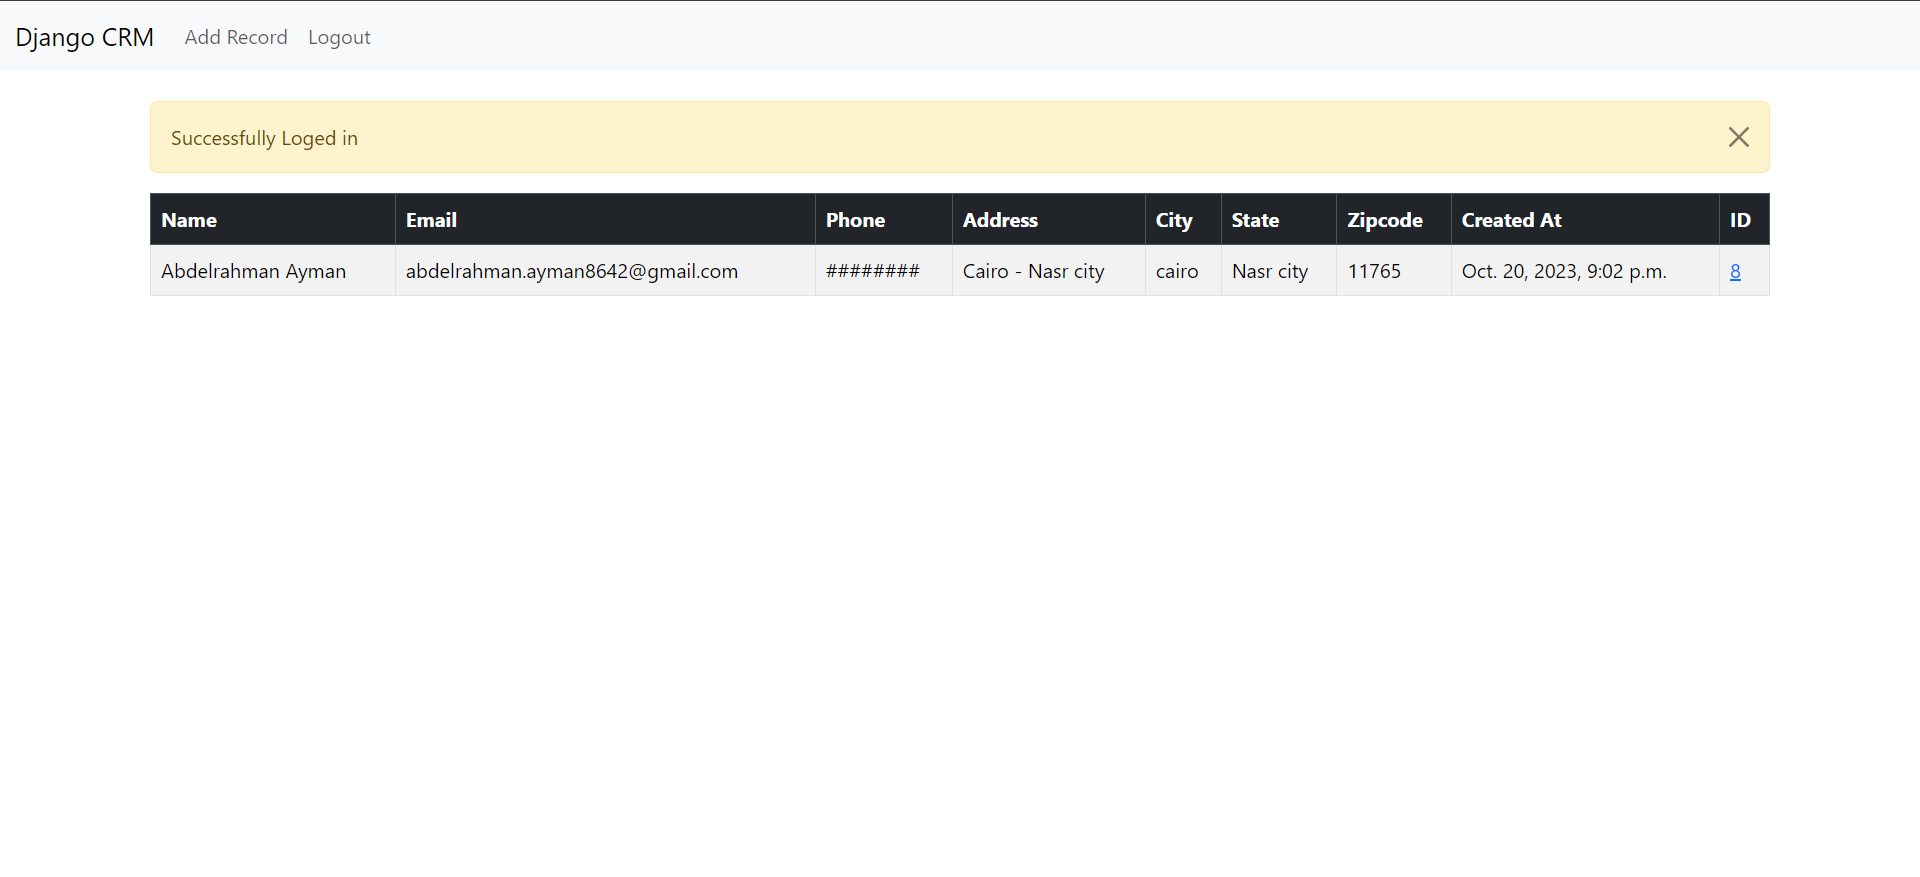 Django CRM Add Record Logout
Successfully Loged in
Name Email Phone Address City State Zipcode Created At ID
Abdelrahman Ayman abdelrahman.ayman8642@gmail.com ######## Cairo - Nasr city cairo Nasr city 11765 Oct. 20, 2023, 9:02 p.m. 8